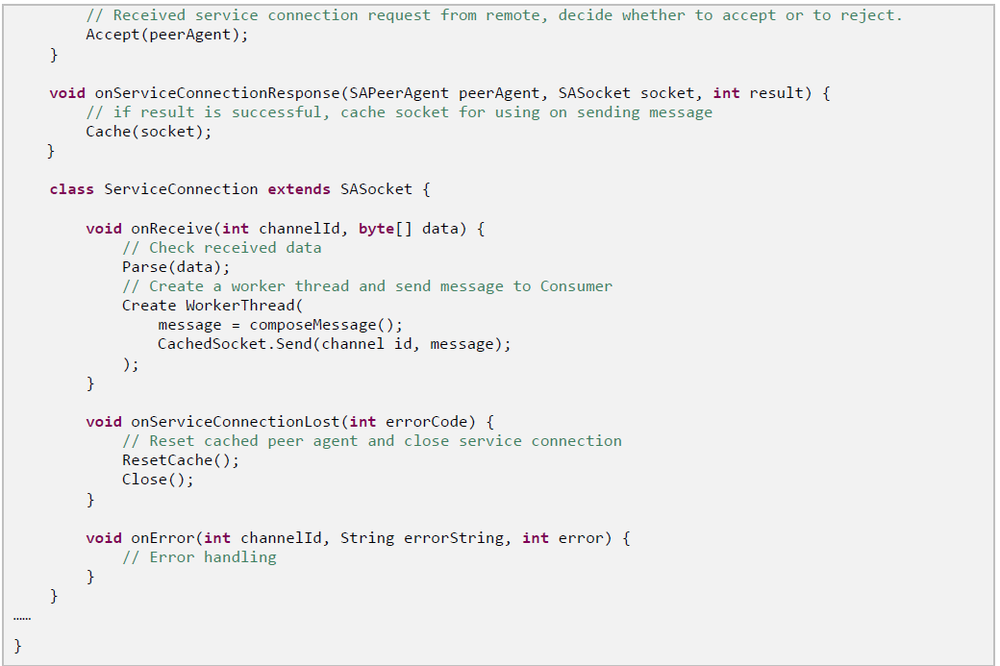 // Received service connection request from remote, decide whether to accept or to reject.
Accept(peerAgent);
}
void onServiceConnectionResponse(SAPeerAgent peerAgent, SASocket socket, int result) {
// if result is successful, cache socket for using on sending message
Cache(socket);
}
class ServiceConnection extends SASocket {
void onReceive(int channelId, byte[] data) {
// Check received data
Parse(data);
// Create a worker thread and send message to Consumer
Create WorkerThread(
message = composeMessage();
CachedSocket.Send(channel id, message);
);
}
void onServiceConnectionLost(int errorCode) {
// Reset cached peer agent and close service connection
ResetCache();
Close();
}
void onError(int channelId, String errorString, int error) {
// Error handling
}
}
……
}